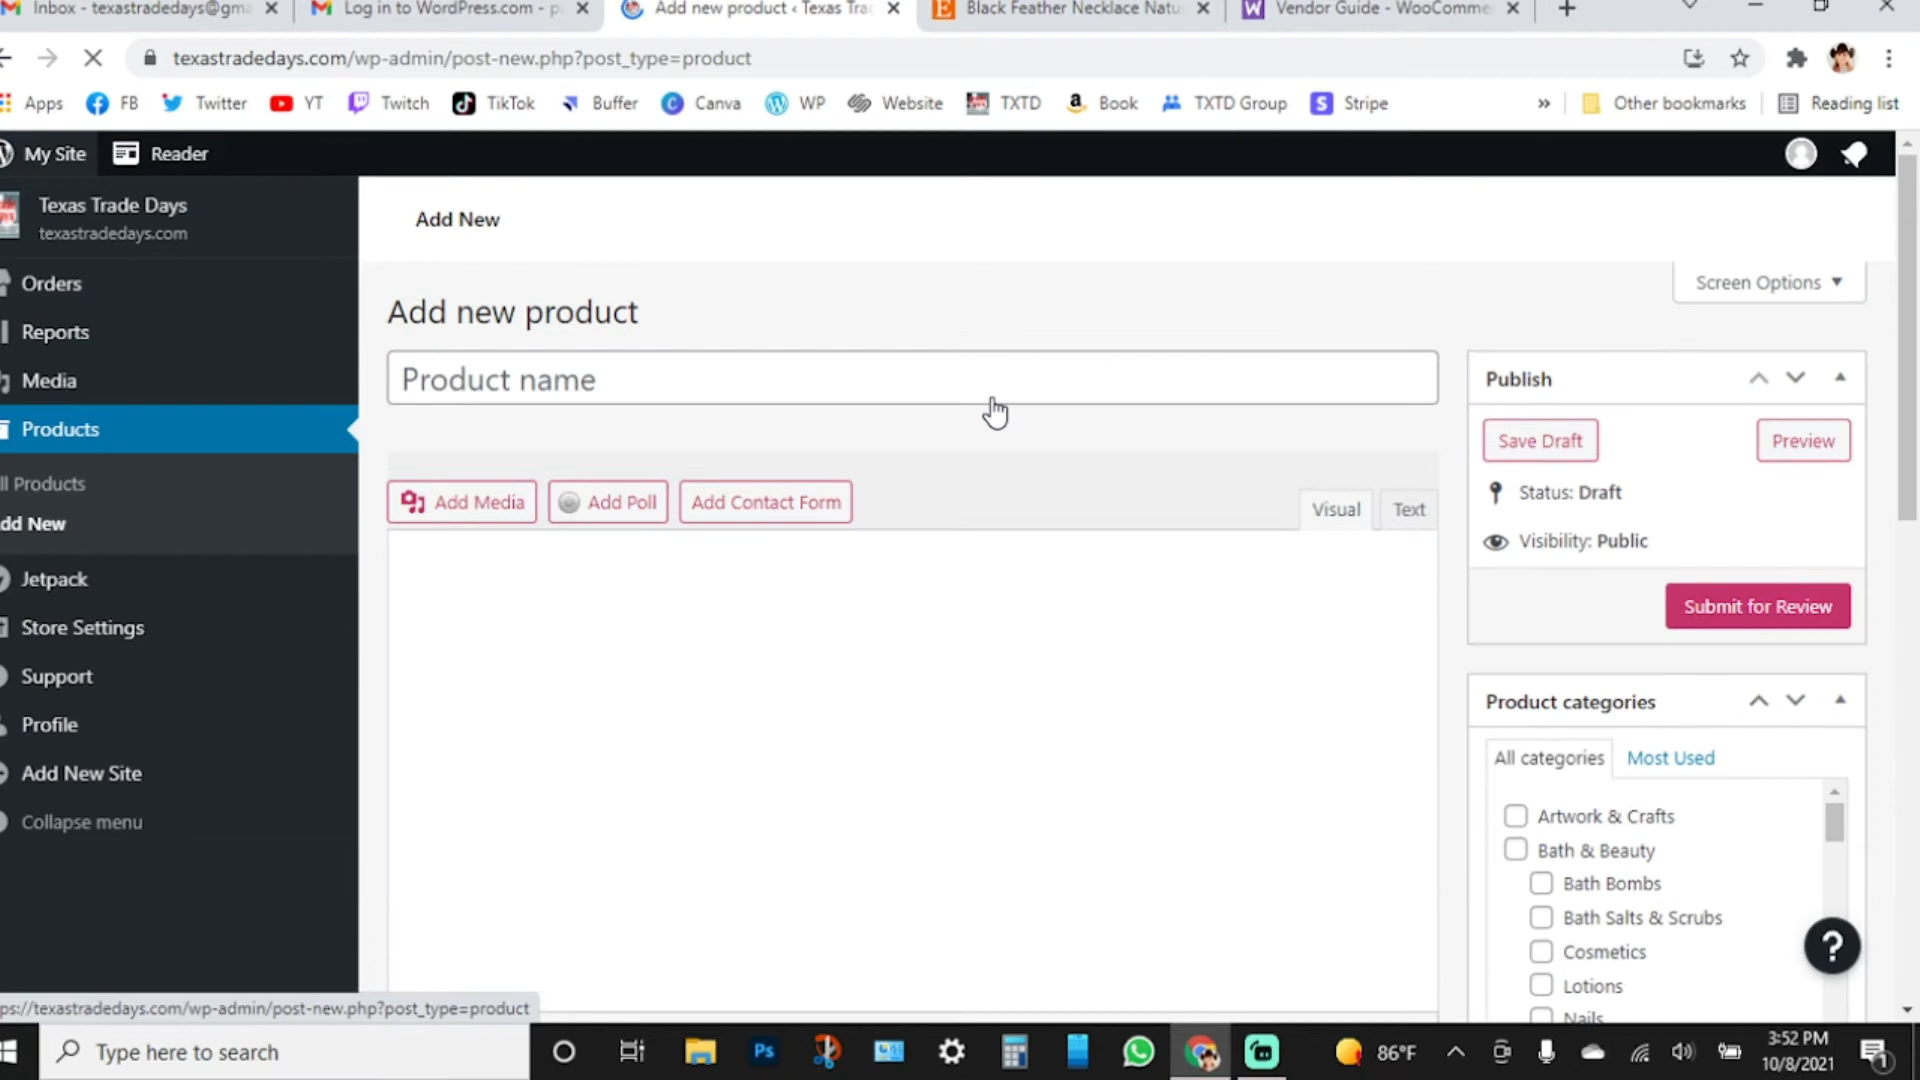 Inbox - texastradedays@gma
Log in to WordPress.com - p
Add new product ‹ Texas Trac
Black Feather Necklace Natu
Vendor Guide - WooComme
texastradedays.com/wp-admin/post-new.php?post_type=product
Apps FB Twitter YT Twitch TikTok Buffer Canva WP Website TXTD Book TXTD Group Stripe » Other bookmarks Reading list
My Site Reader
Texas Trade Days
texastradedays.com
Orders
Reports
Media
Products
ll Products
dd New
Jetpack
Store Settings
Support
Profile
Add New Site
Collapse menu
Add New
Screen Options
Add new product
Product name
Add Media Add Poll Add Contact Form
Visual Text
Publish
Save Draft Preview
Status: Draft
Visibility: Public
Submit for Review
Product categories
All categories Most Used
Artwork & Crafts
Bath & Beauty
Bath Bombs
Bath Salts & Scrubs
Cosmetics
Lotions
Nails
?
ps://texastradedays.com/wp-admin/post-new.php?post_type=product
Type here to search
Ps
86°F
3:52 PM
10/8/2021
1